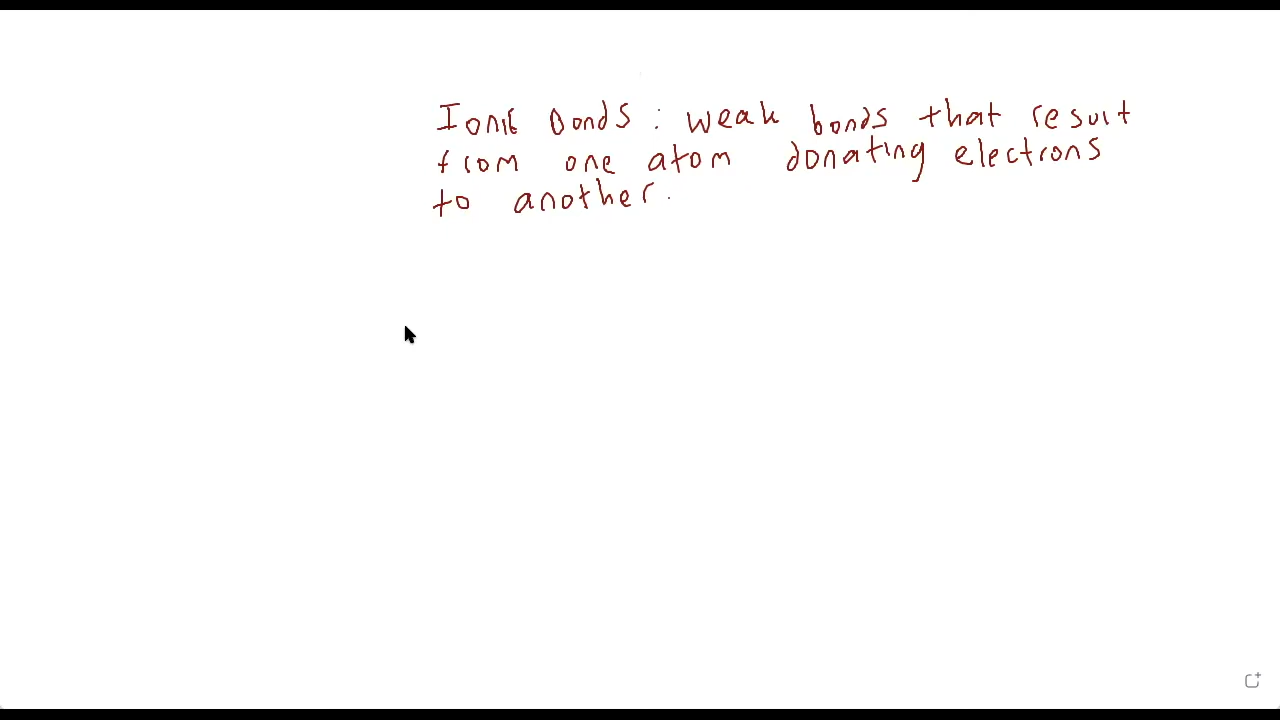 Ionic bonds : weak bonds that result
from one atom donating electrons
to another.